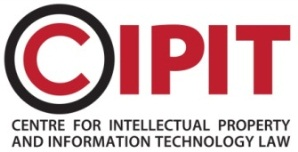 CIPIT
CENTRE FOR INTELLECTUAL PROPERTY
AND INFORMATION TECHNOLOGY LAW